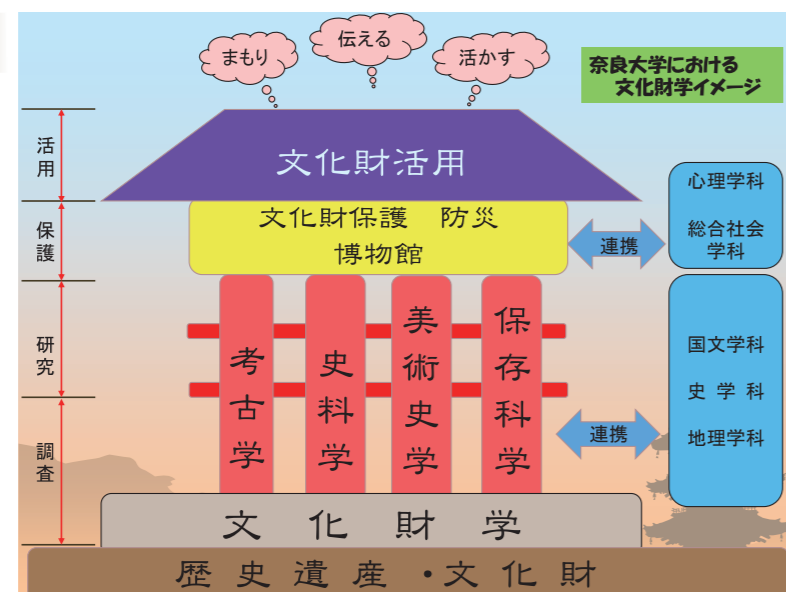 まもり
伝える
活かす
奈良大学における
文化財学イメージ
活用
文化財活用
心理学科
総合社会
学科
保護
文化財保護　防災
博物館
連携
研究
考古学
史料学
美術史学
保存科学
国文学科
史 学 科
地理学科
連携
調査
文 化 財 学
歴 史 遺 産 ・文 化 財